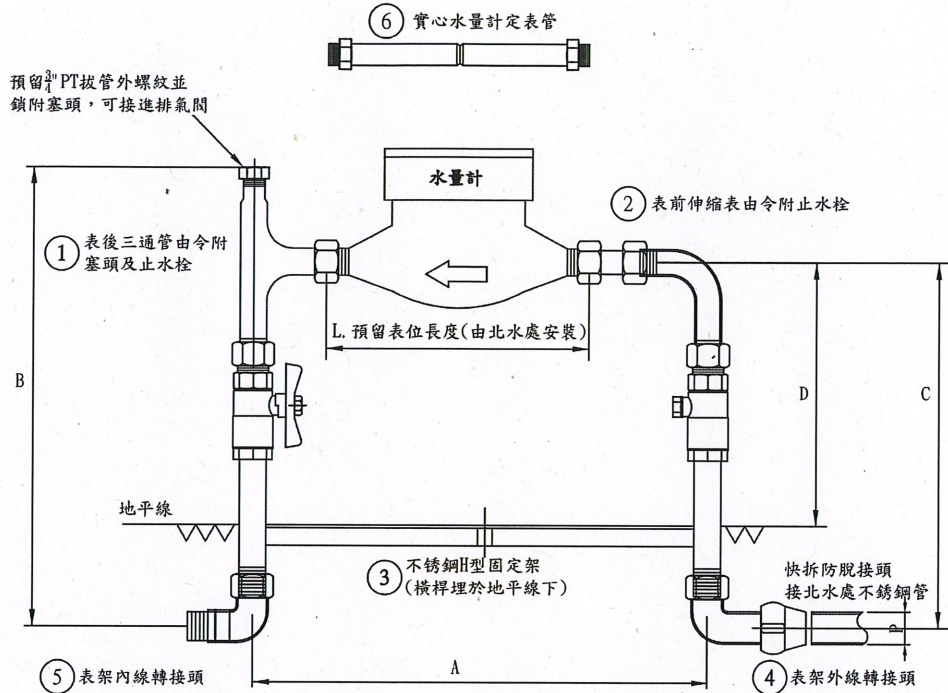 ⑥ 實心水量計定表管
預留3/4"PT拔管外螺紋並
鎖附塞頭，可接進排氣閥
水量計
② 表前伸縮表由令附止水栓
① 表後三通管由令附
塞頭及止水栓
L. 預留表位長度(由北水處安裝)
B
D
C
地平線
③ 不銹鋼H型固定架
(橫桿埋於地平線下)
快拆防脫接頭
接北水處不銹鋼管
A
⑤ 表架內線轉接頭
④ 表架外線轉接頭